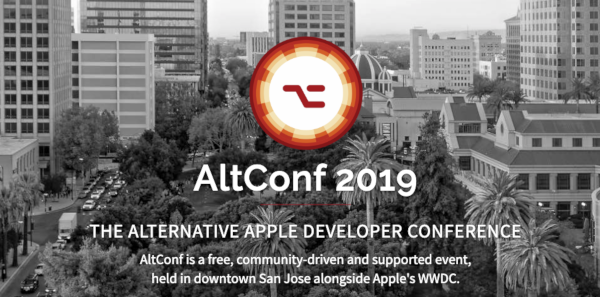 AltConf 2019
THE ALTERNATIVE APPLE DEVELOPER CONFERENCE
AltConf is a free, community-driven and supported event,
held in downtown San Jose alongside Apple's WWDC.